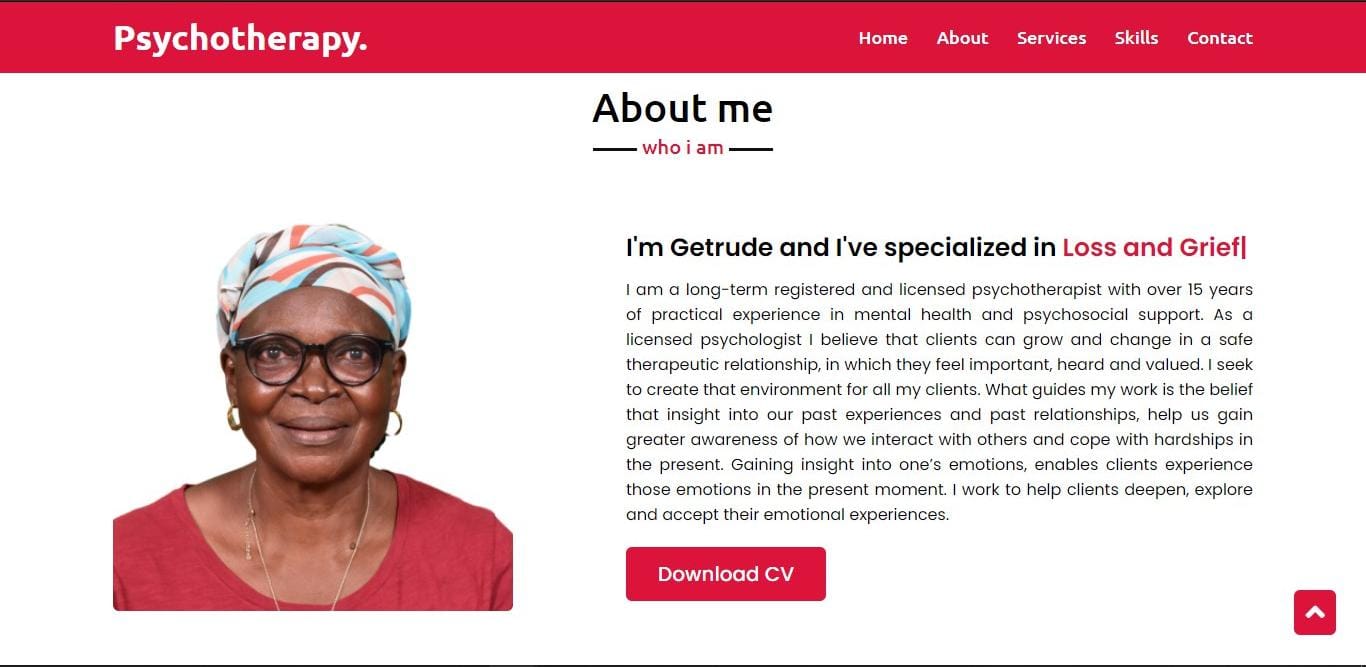 Psychotherapy.
Home About Services Skills Contact
About me
who i am
I'm Getrude and I've specialized in Loss and Grief|
I am a long-term registered and licensed psychotherapist with over 15 years
of practical experience in mental health and psychosocial support. As a
licensed psychologist I believe that clients can grow and change in a safe
therapeutic relationship, in which they feel important, heard and valued. I seek
to create that environment for all my clients. What guides my work is the belief
that insight into our past experiences and past relationships, help us gain
greater awareness of how we interact with others and cope with hardships in
the present. Gaining insight into one’s emotions, enables clients experience
those emotions in the present moment. I work to help clients deepen, explore
and accept their emotional experiences.
Download CV